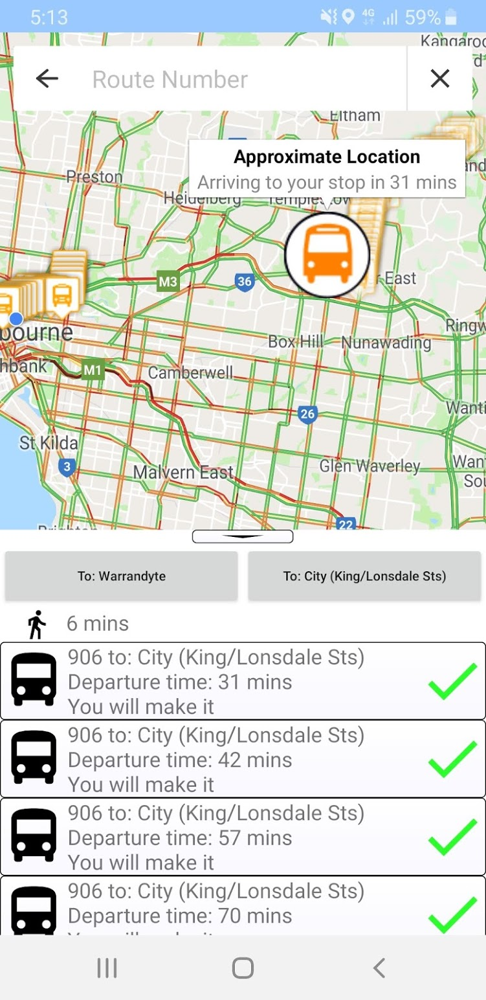 5:13
4G
59%
Kangaroo
d
Route Number
Eltham
Approximate Location
Arriving to your stop in 31 mins
Preston
Heidelberg
M3
36
r East
bourne
Box Hill
Nunawading
Ringw
hbank
M1
Camberwell
26
Wanti
St Kilda
3
Malvern East
Glen Waverley
Wan
Sou
22
Brighton
To: Warrandyte
To: City (King/Lonsdale Sts)
6 mins
906 to: City (King/Lonsdale Sts)
Departure time: 31 mins
You will make it
906 to: City (King/Lonsdale Sts)
Departure time: 42 mins
You will make it
906 to: City (King/Lonsdale Sts)
Departure time: 57 mins
You will make it
906 to: City (King/Lonsdale Sts)
Departure time: 70 mins